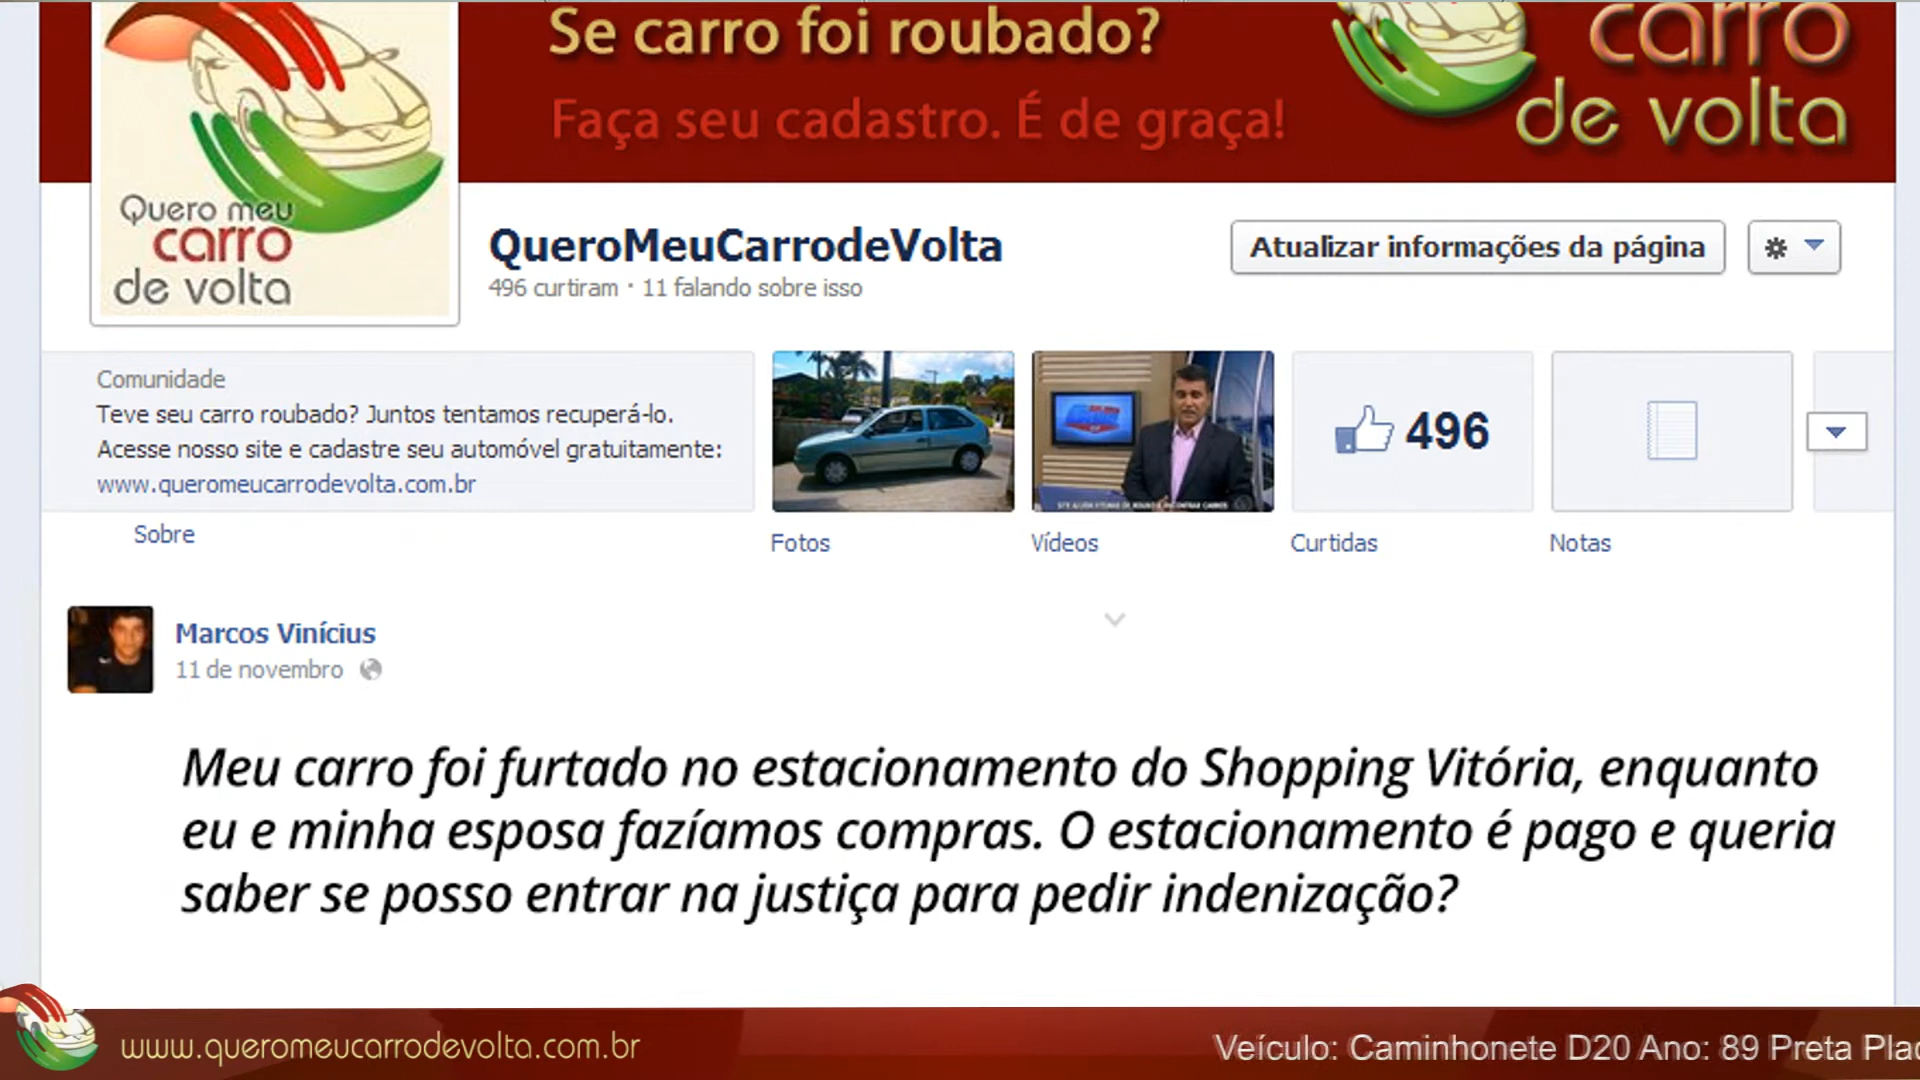 Se carro foi roubado?
Faça seu cadastro. É de graça!
carro
de volta
Quero meu
carro
de volta
QueroMeuCarrodeVolta
496 curtiram · 11 falando sobre isso
Atualizar informações da página
Comunidade
Teve seu carro roubado? Juntos tentamos recuperá-lo.
Acesse nosso site e cadastre seu automóvel gratuitamente:
www.queromeucarrodevolta.com.br
Sobre
Fotos
Vídeos
496
Curtidas
Notas
Marcos Vinícius
11 de novembro
Meu carro foi furtado no estacionamento do Shopping Vitória, enquanto
eu e minha esposa fazíamos compras. O estacionamento é pago e queria
saber se posso entrar na justiça para pedir indenização?
www.queromeucarrodevolta.com.br
Veículo: Caminhonete D20 Ano: 89 Preta Plac